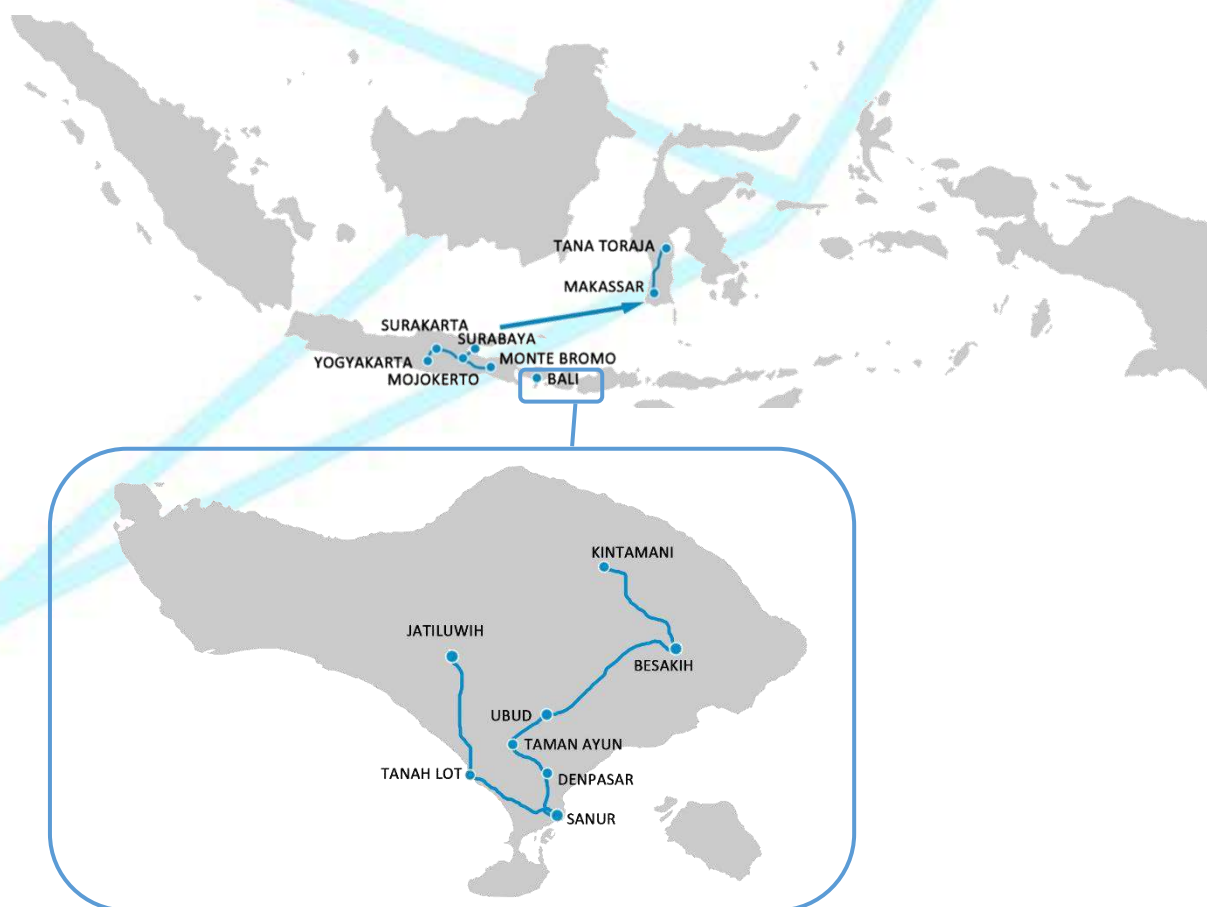 TANA TORAJA
MAKASSAR
SURAKARTA
SURABAYA
YOGYAKARTA
MONTE BROMO
MOJOKERTO
BALI
KINTAMANI
JATILUWIH
BESAKIH
UBUD
TAMAN AYUN
TANAH LOT
DENPASAR
SANUR